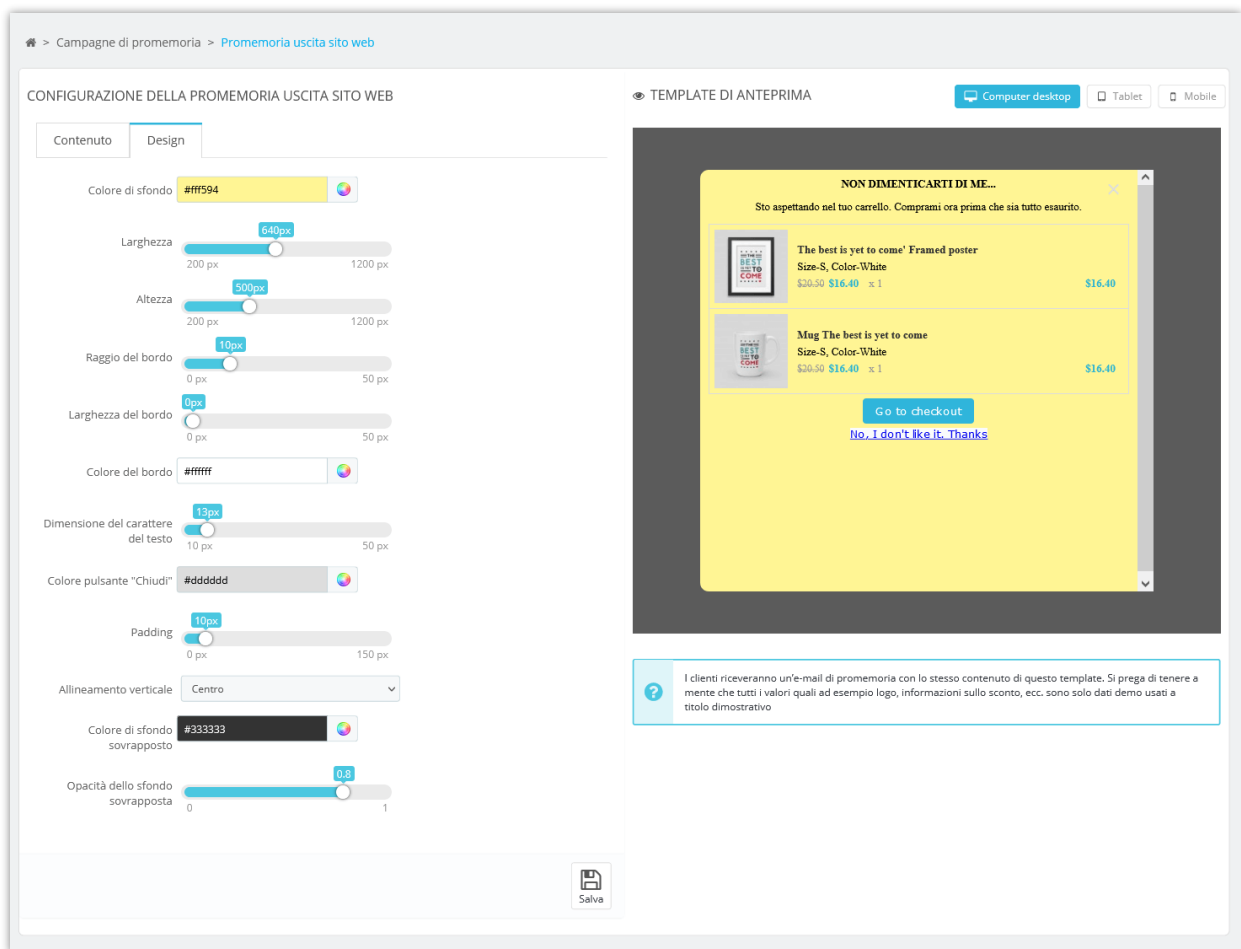 > Campagne di promemoria > Promemoria uscita sito web
CONFIGURAZIONE DELLA PROMEMORIA USCITA SITO WEB
Contenuto
Design
Colore di sfondo
#fff594
Larghezza
640px
200 px
1200 px
Altezza
500px
200 px
1200 px
Raggio del bordo
10px
0 px
50 px
Larghezza del bordo
0px
0 px
50 px
Colore del bordo
#ffffff
Dimensione del carattere
del testo
13px
10 px
50 px
Colore pulsante "Chiudi"
#dddddd
Padding
10px
0 px
150 px
Allineamento verticale
Centro
Colore di sfondo
sovrapposto
#333333
Opacità dello sfondo
sovrapposta
0.8
0
1
Salva
TEMPLATE DI ANTEPRIMA
Computer desktop
Tablet
Mobile
NON DIMENTICARTI DI ME...
Sto aspettando nel tuo carrello. Comprami ora prima che sia tutto esaurito.
BEST
TO
COME
The best is yet to come' Framed poster
Size-S, Color-White
$20.50 $16.40 x 1
$16.40
BEST
TO
COME
Mug The best is yet to come
Size-S, Color-White
$20.50 $16.40 x 1
$16.40
Go to checkout
No, I don't like it. Thanks
I clienti riceveranno un'e-mail di promemoria con lo stesso contenuto di questo template. Si prega di tenere a
mente che tutti i valori quali ad esempio logo, informazioni sullo sconto, ecc. sono solo dati demo usati a
titolo dimostrativo